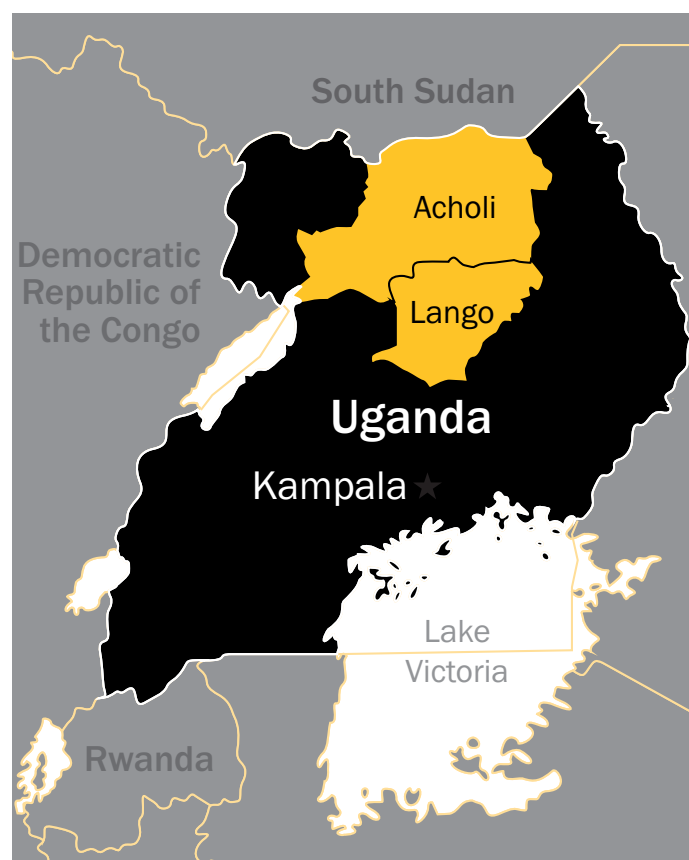 South Sudan
Acholi
Democratic
Republic of
the Congo
Lango
Uganda
Kampala
Lake
Victoria
Rwanda